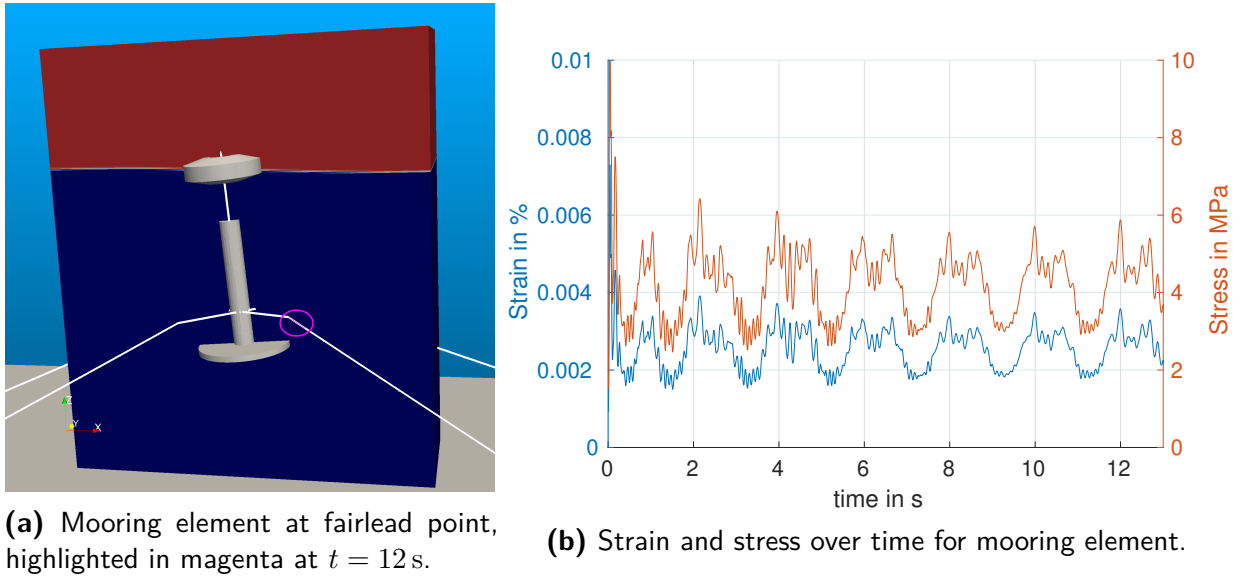 Z
Y
X
0.01
0.008
0.006
0.004
0.002
0
Strain in %
10
8
6
4
2
0
Stress in MPa
0 2 4 6 8 10 12
time in s
(a) Mooring element at fairlead point,
highlighted in magenta at t = 12 s.
(b) Strain and stress over time for mooring element.